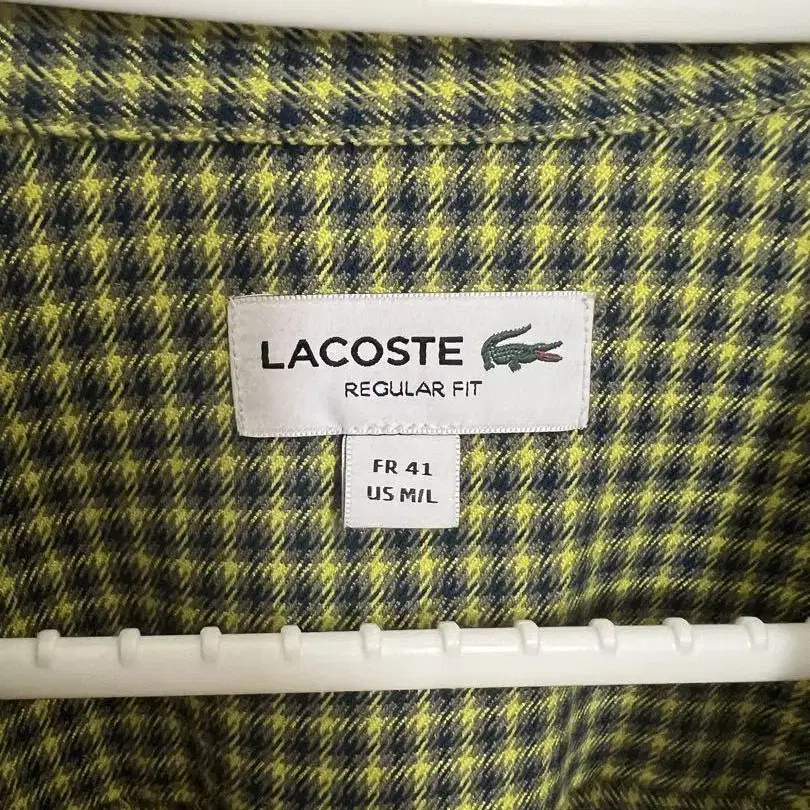 LACOSTE
REGULAR FIT
FR 41
US M/L